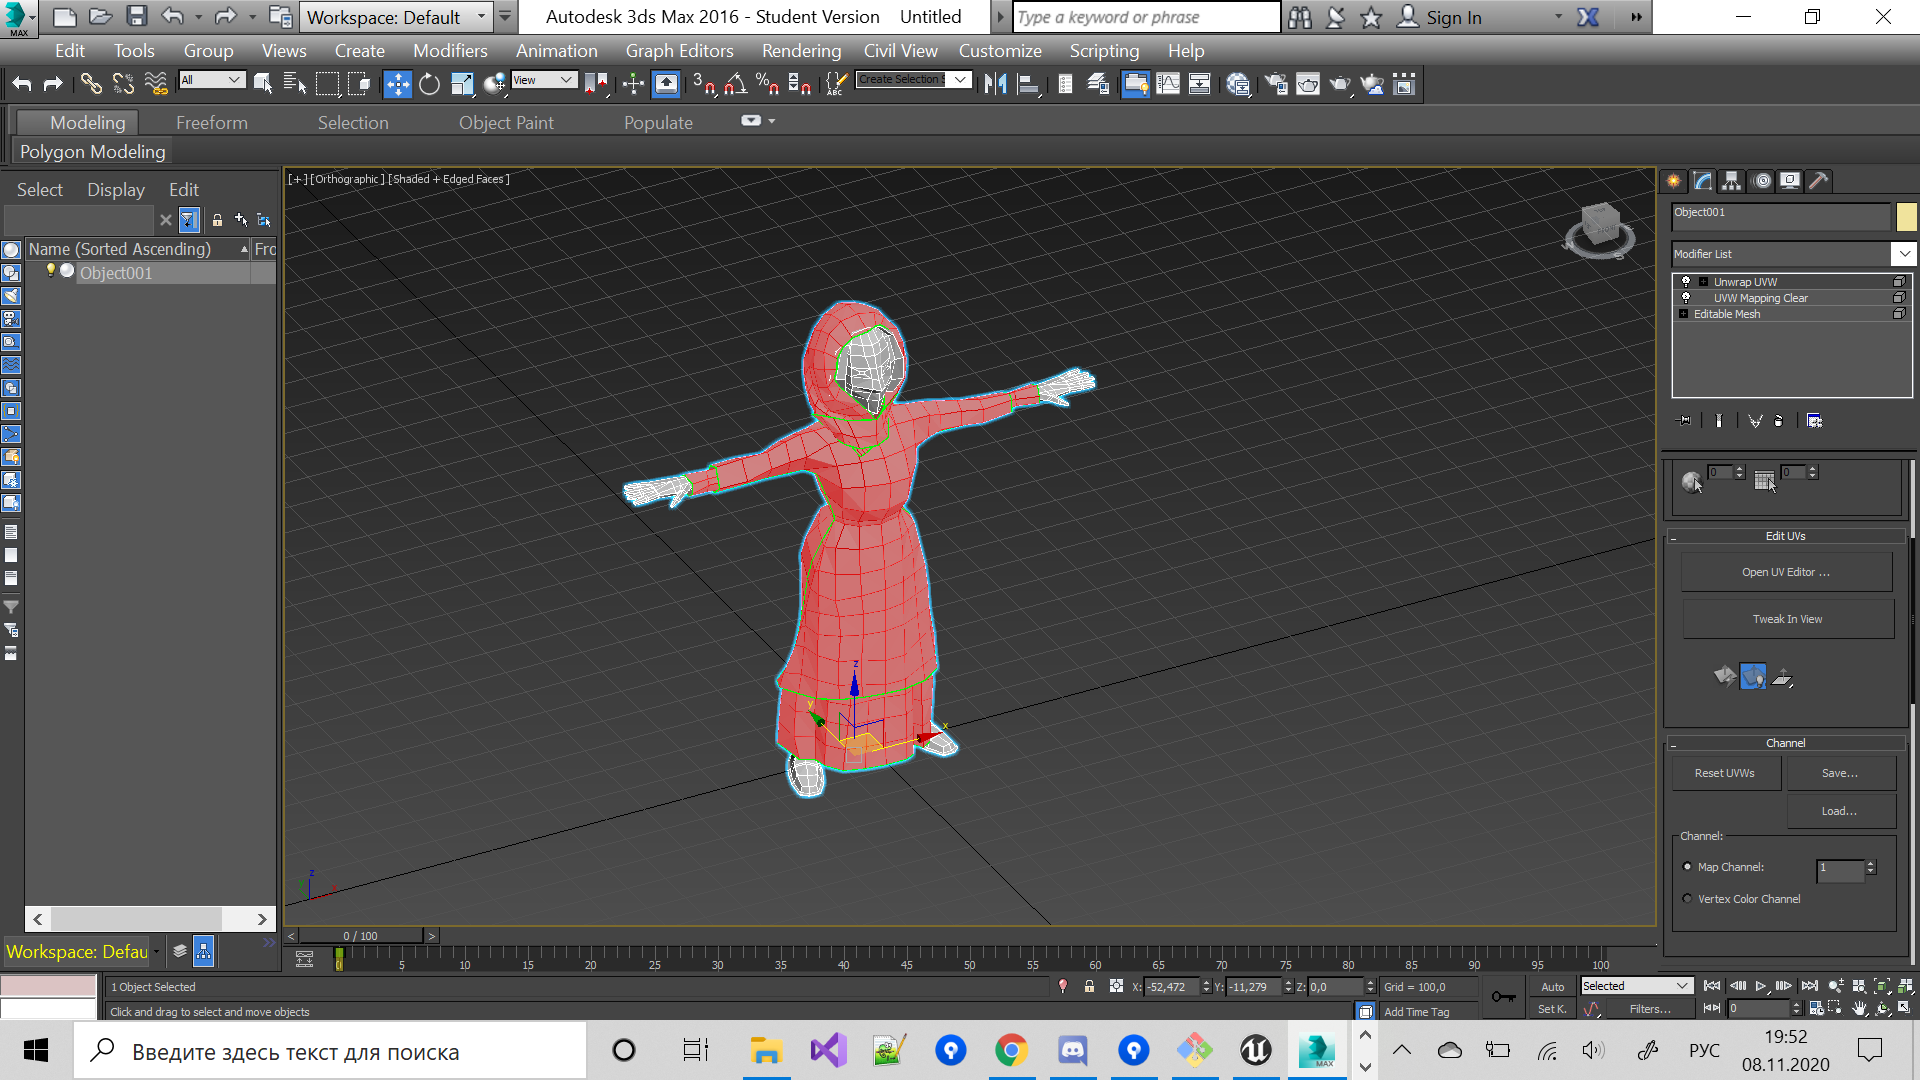 MAX
Workspace: Default
Autodesk 3ds Max 2016 - Student Version Untitled
Type a keyword or phrase
Sign In
Edit Tools Group Views Create Modifiers Animation Graph Editors Rendering Civil View Customize Scripting Help
All
View
3
ABC
Create Selection S
Modeling Freeform Selection Object Paint Populate
Polygon Modeling
Select Display Edit
Name (Sorted Ascending) Fro
Object001
[+] [Orthographic] [Shaded + Edged Faces]
z
y
x
Object001
Modifier List
Unwrap UVW
UVW Mapping Clear
Editable Mesh
0 0
Edit UVs
Open UV Editor ...
Tweak In View
Channel
Reset UVWs Save...
Load...
Channel:
Map Channel: 1
Vertex Color Channel
0 / 100
Workspace: Defau
0 5 10 15 20 25 30 35 40 45 50 55 60 65 70 75 80 85 90 95 100
1 Object Selected
X: -52,472 Y: -11,279 Z: 0,0 Grid = 100,0
Auto Selected
Click and drag to select and move objects
Add Time Tag
Set K. Filters... 0
Введите здесь текст для поиска
MAX
РУС
19:52
08.11.2020